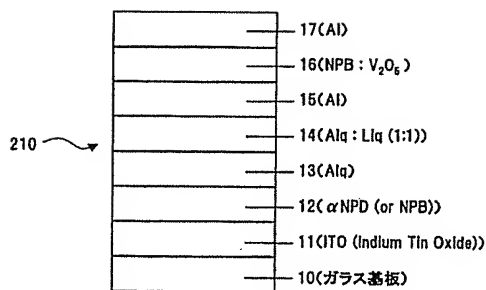 17(Al)
16(NPB : V₂O₅)
15(Al)
14(Alq : Liq (1:1))
210
13(Alq)
12(αNPD (or NPB))
11(ITO (Indium Tin Oxide))
10(ガラス基板)